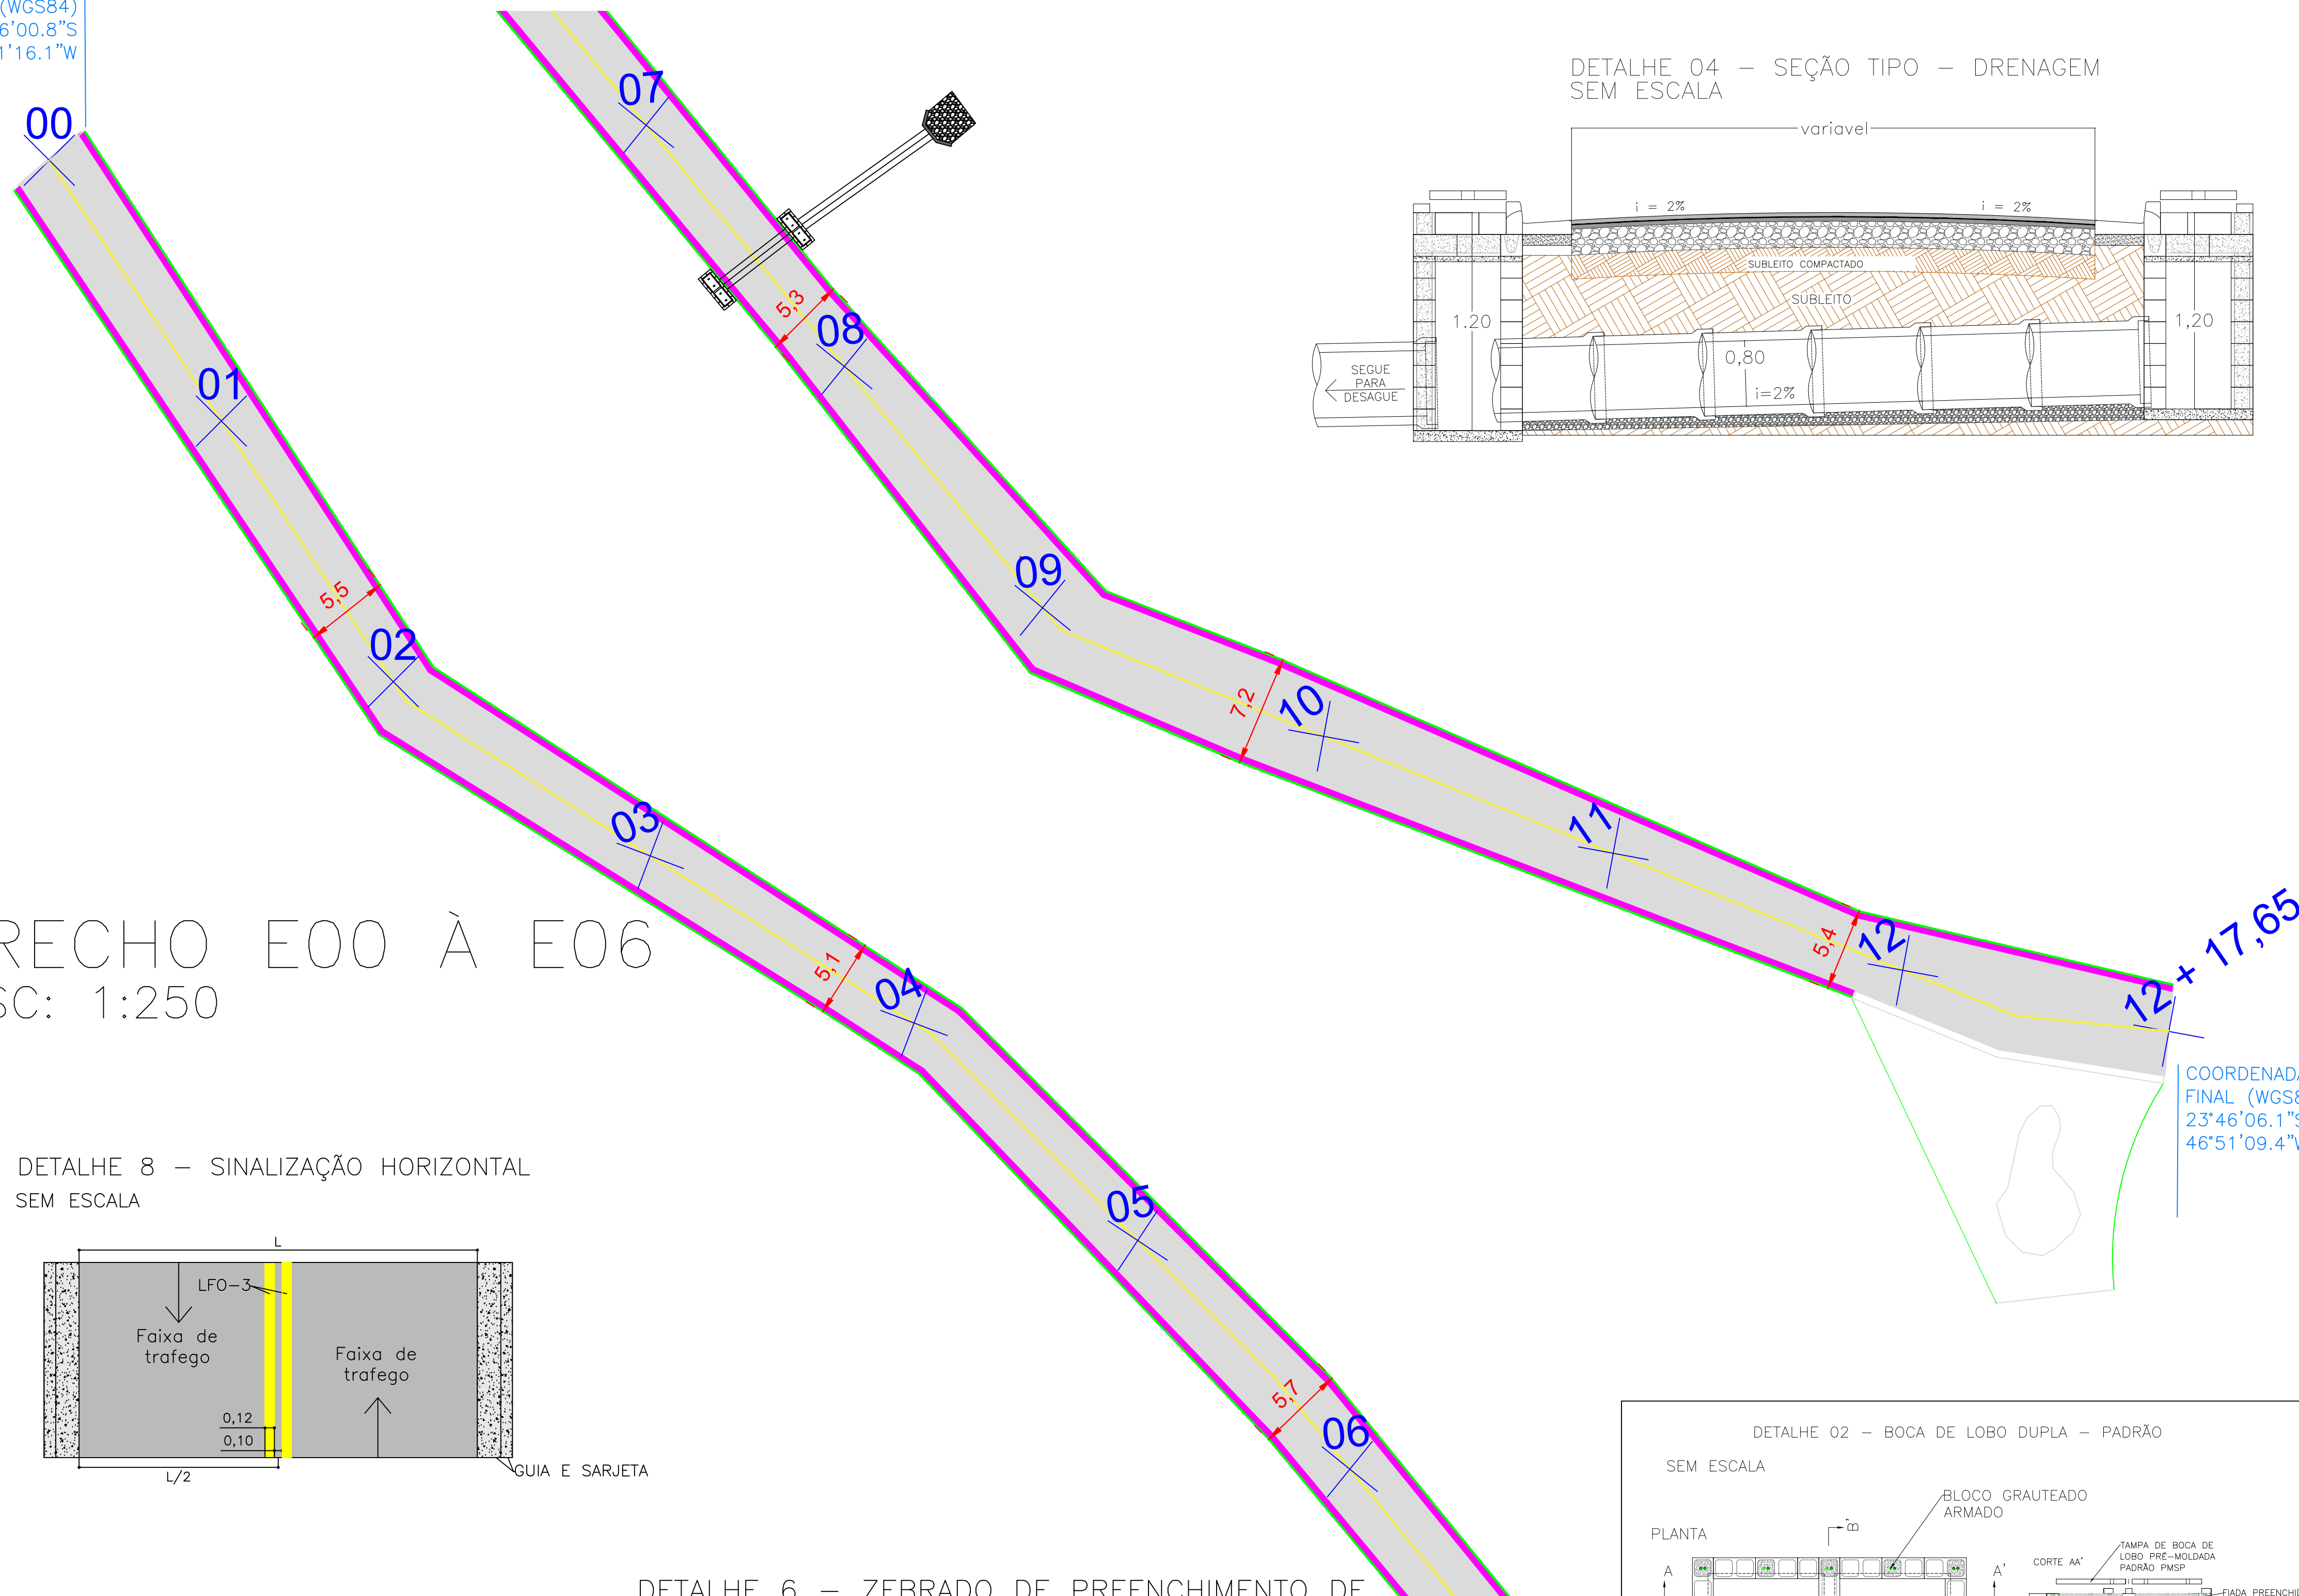 (WGS84)
6'00.8"S
1'16.1"W
00
01
5,5
02
03
5,1
04
05
5,7
06
07
5,3
08
09
7,2
10
11
5,4
12
12 + 17,65
COORDENADA
FINAL (WGS8
23°46'06.1"S
46°51'09.4"W
RECHO E00 À E06
SC: 1:250
DETALHE 04 – SEÇÃO TIPO – DRENAGEM
SEM ESCALA
variavel
i = 2%
i = 2%
SUBLEITO COMPACTADO
SUBLEITO
1.20
1,20
0,80
i=2%
SEGUE
PARA
DESAGUE
DETALHE 8 – SINALIZAÇÃO HORIZONTAL
SEM ESCALA
L
LFO-3
Faixa de
trafego
Faixa de
trafego
0,12
0,10
L/2
GUIA E SARJETA
DETALHE 6 – ZEBRADO DE PREENCHIMENTO DE
DETALHE 02 – BOCA DE LOBO DUPLA – PADRÃO
SEM ESCALA
BLOCO GRAUTEADO
ARMADO
PLANTA
B'
A
A'
CORTE AA'
TAMPA DE BOCA DE
LOBO PRÉ-MOLDADA
PADRÃO PMSP
FIADA PREENCHID